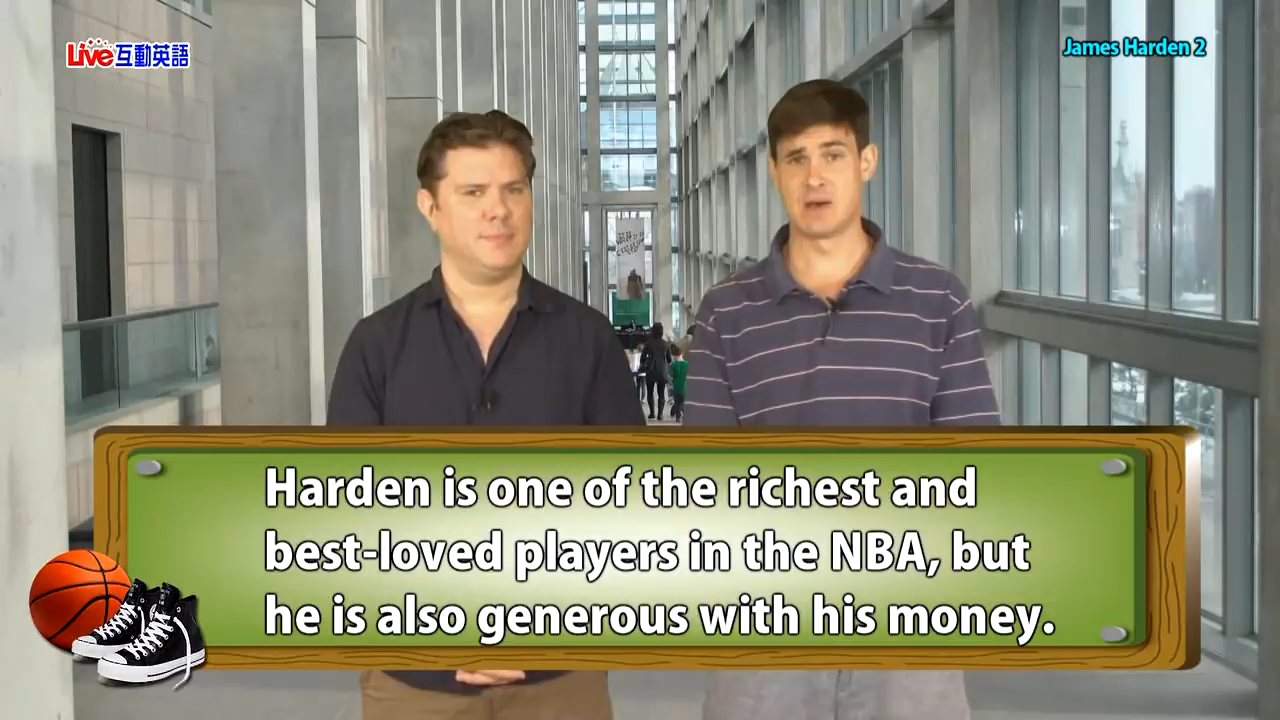 Live互動英語
James Harden 2
Harden is one of the richest and
best-loved players in the NBA, but
he is also generous with his money.